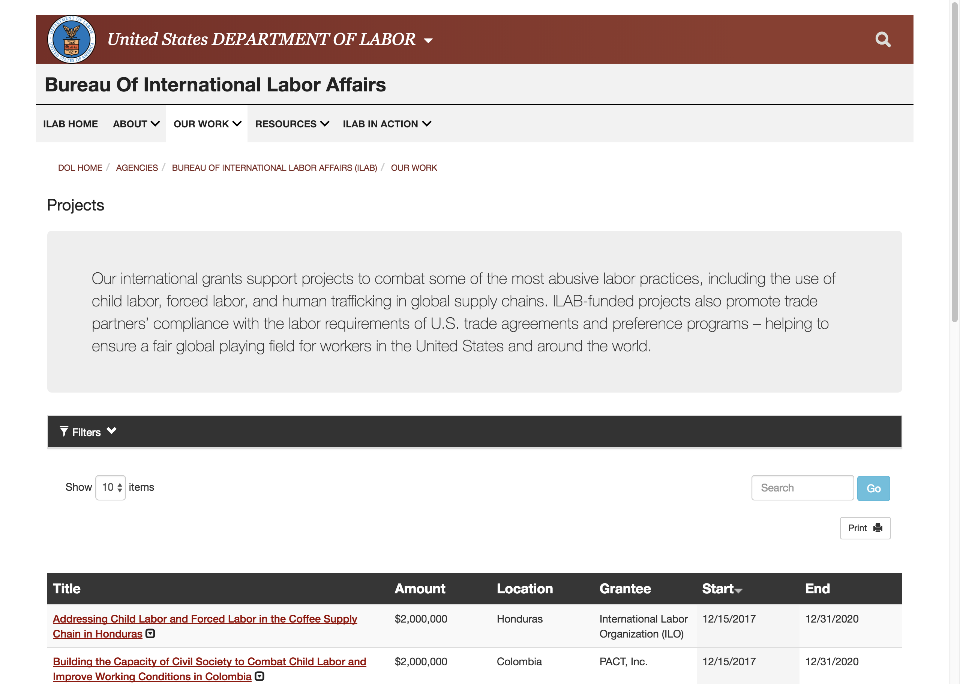 United States DEPARTMENT OF LABOR
Bureau Of International Labor Affairs
ILAB HOME ABOUT OUR WORK RESOURCES ILAB IN ACTION
DOL HOME / AGENCIES / BUREAU OF INTERNATIONAL LABOR AFFAIRS (ILAB) / OUR WORK
Projects
Our international grants support projects to combat some of the most abusive labor practices, including the use of
child labor, forced labor, and human trafficking in global supply chains. ILAB-funded projects also promote trade
partners' compliance with the labor requirements of U.S. trade agreements and preference programs – helping to
ensure a fair global playing field for workers in the United States and around the world.
Filters
Show 10 items Search Go
Print
Title Amount Location Grantee Start End
Addressing Child Labor and Forced Labor in the Coffee Supply $2,000,000 Honduras International Labor 12/15/2017 12/31/2020
Chain in Honduras Organization (ILO)
Building the Capacity of Civil Society to Combat Child Labor and $2,000,000 Colombia PACT, Inc. 12/15/2017 12/31/2020
Improve Working Conditions in Colombia